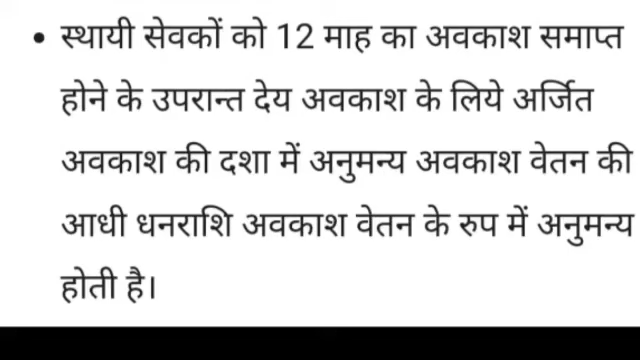 • स्थायी सेवकों को 12 माह का अवकाश समाप्त
होने के उपरान्त देय अवकाश के लिये अर्जित
अवकाश की दशा में अनुमन्य अवकाश वेतन की
आधी धनराशि अवकाश वेतन के रुप में अनुमन्य
होती है।